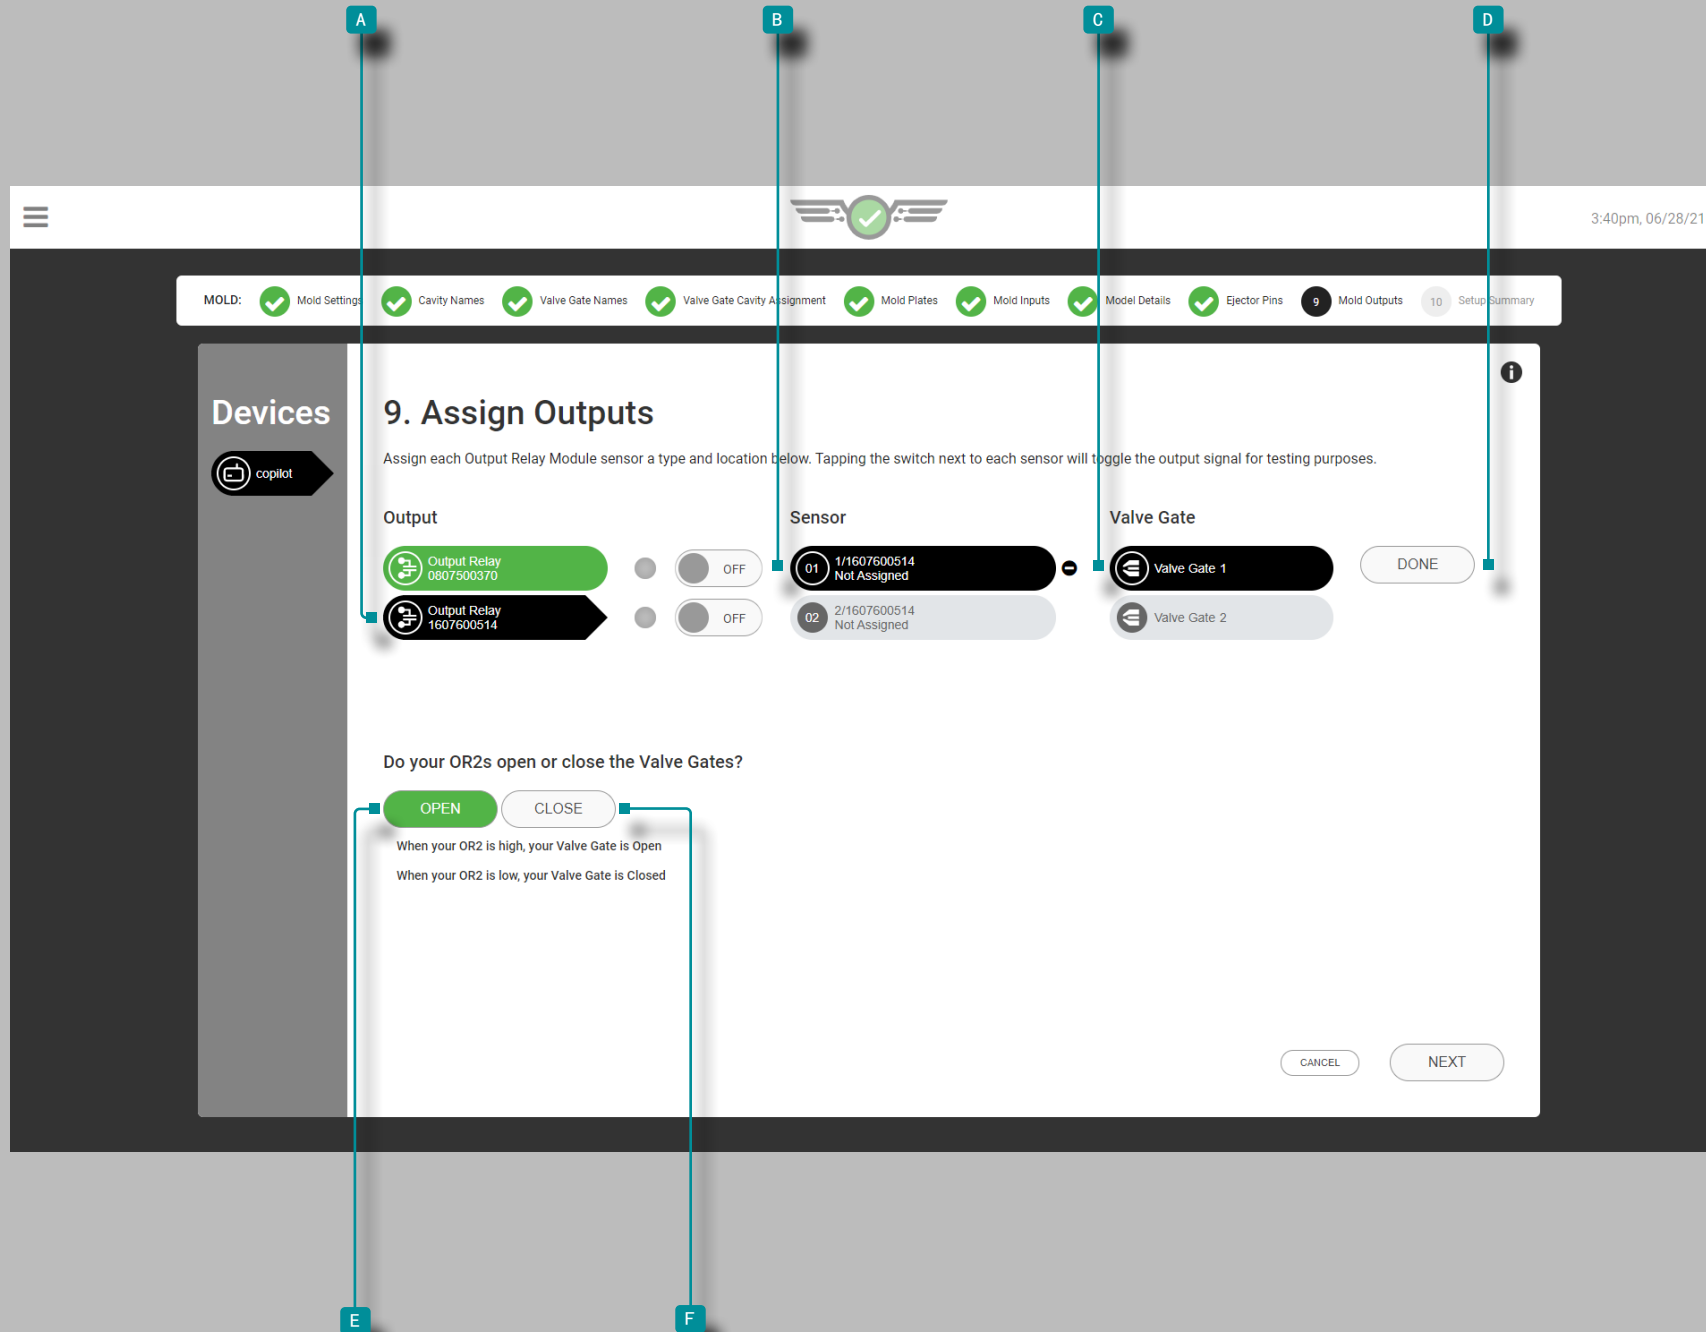 A
B
C
D
3:40pm, 06/28/21
MOLD: Mold Settings Cavity Names Valve Gate Names Valve Gate Cavity Assignment Mold Plates Mold Inputs Model Details Ejector Pins 9 Mold Outputs 10 Setup Summary
Devices
copilot
9. Assign Outputs
Assign each Output Relay Module sensor a type and location below. Tapping the switch next to each sensor will toggle the output signal for testing purposes.
Output
Sensor
Valve Gate
Output Relay
0807500370
OFF
01
1/1607600514
Not Assigned
Valve Gate 1
DONE
Output Relay
1607600514
OFF
02
2/1607600514
Not Assigned
Valve Gate 2
Do your OR2s open or close the Valve Gates?
OPEN
CLOSE
When your OR2 is high, your Valve Gate is Open
When your OR2 is low, your Valve Gate is Closed
CANCEL
NEXT
E
F